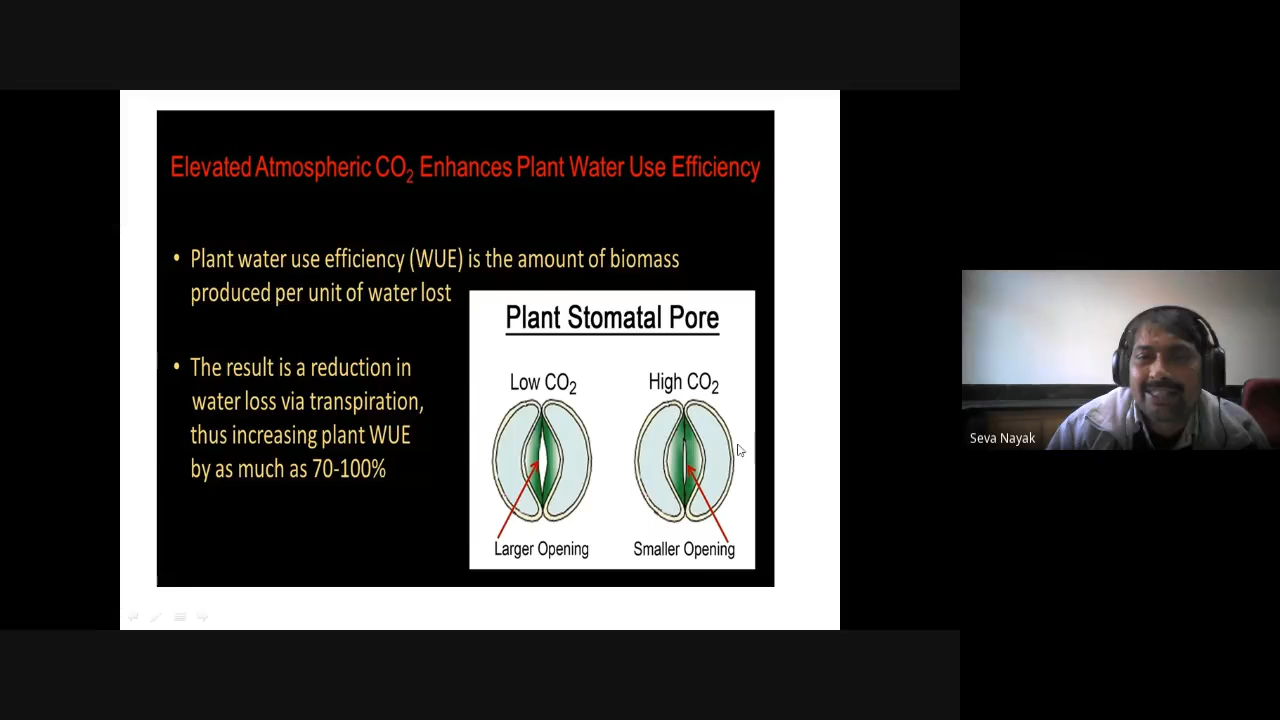 Elevated Atmospheric CO₂ Enhances Plant Water Use Efficiency
• Plant water use efficiency (WUE) is the amount of biomass
produced per unit of water lost
• The result is a reduction in
water loss via transpiration,
thus increasing plant WUE
by as much as 70-100%
Plant Stomatal Pore
Low CO₂
High CO₂
Larger Opening
Smaller Opening
Seva Nayak